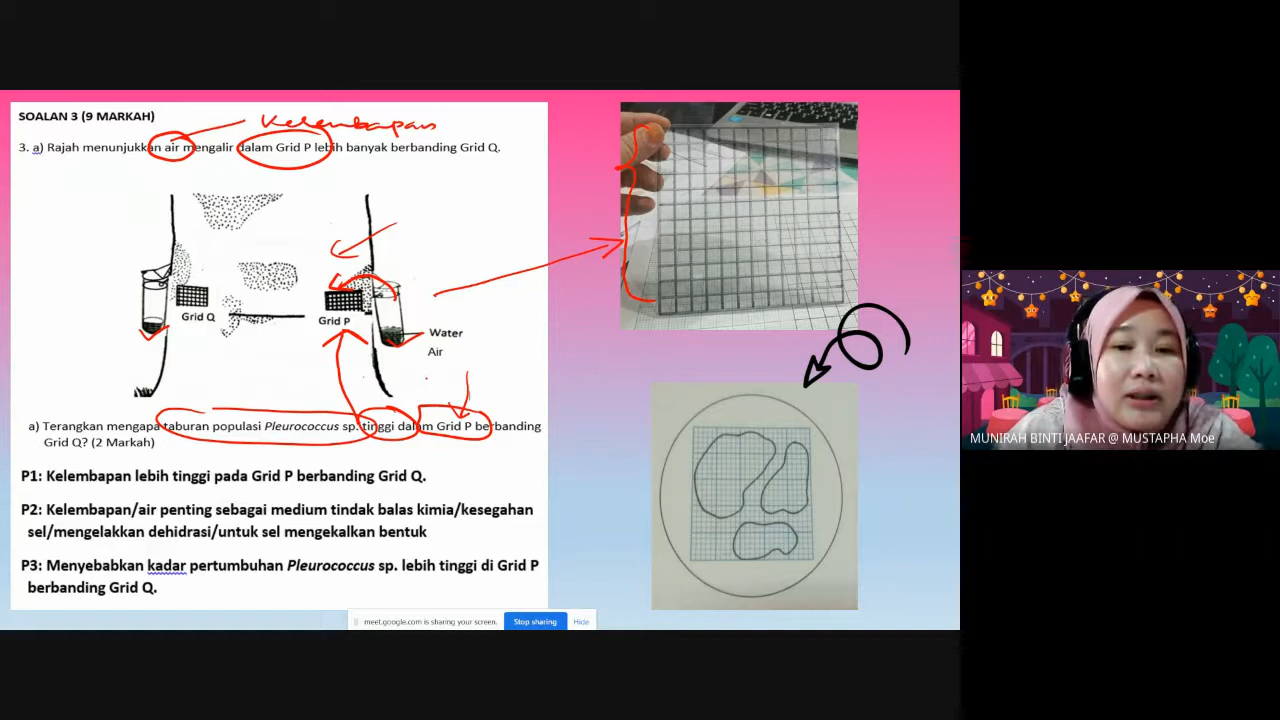 SOALAN 3 (9 MARKAH)
Kelembapan
3. a) Rajah menunjukkan air mengalir dalam Grid P lebih banyak berbanding Grid Q.
Grid Q
Grid P
Water
Air
a) Terangkan mengapa taburan populasi Pleurococcus sp. tinggi dalam Grid P berbanding
Grid Q? (2 Markah)
P1: Kelembapan lebih tinggi pada Grid P berbanding Grid Q.
P2: Kelembapan/air penting sebagai medium tindak balas kimia/kesegahan
sel/mengelakkan dehidrasi/untuk sel mengekalkan bentuk
P3: Menyebabkan kadar pertumbuhan Pleurococcus sp. lebih tinggi di Grid P
berbanding Grid Q.
meet.google.com is sharing your screen.
Stop sharing
Hide
MUNIRAH BINTI JAAFAR @ MUSTAPHA Moe